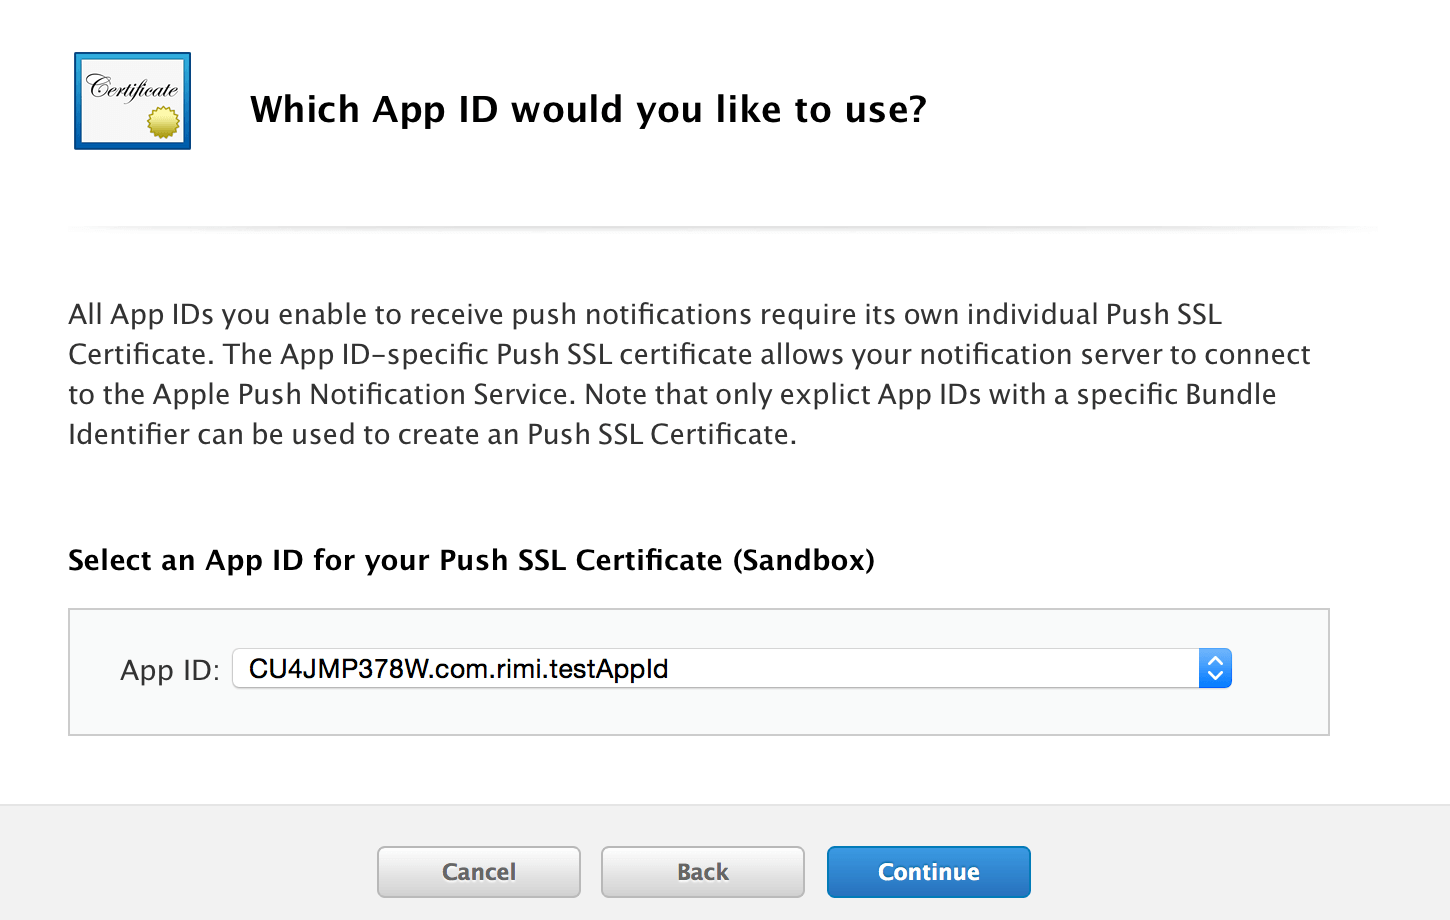 Certificate
Which App ID would you like to use?
All App IDs you enable to receive push notifications require its own individual Push SSL
Certificate. The App ID-specific Push SSL certificate allows your notification server to connect
to the Apple Push Notification Service. Note that only explict App IDs with a specific Bundle
Identifier can be used to create an Push SSL Certificate.
Select an App ID for your Push SSL Certificate (Sandbox)
App ID: CU4JMP378W.com.rimi.testAppId
Cancel Back Continue